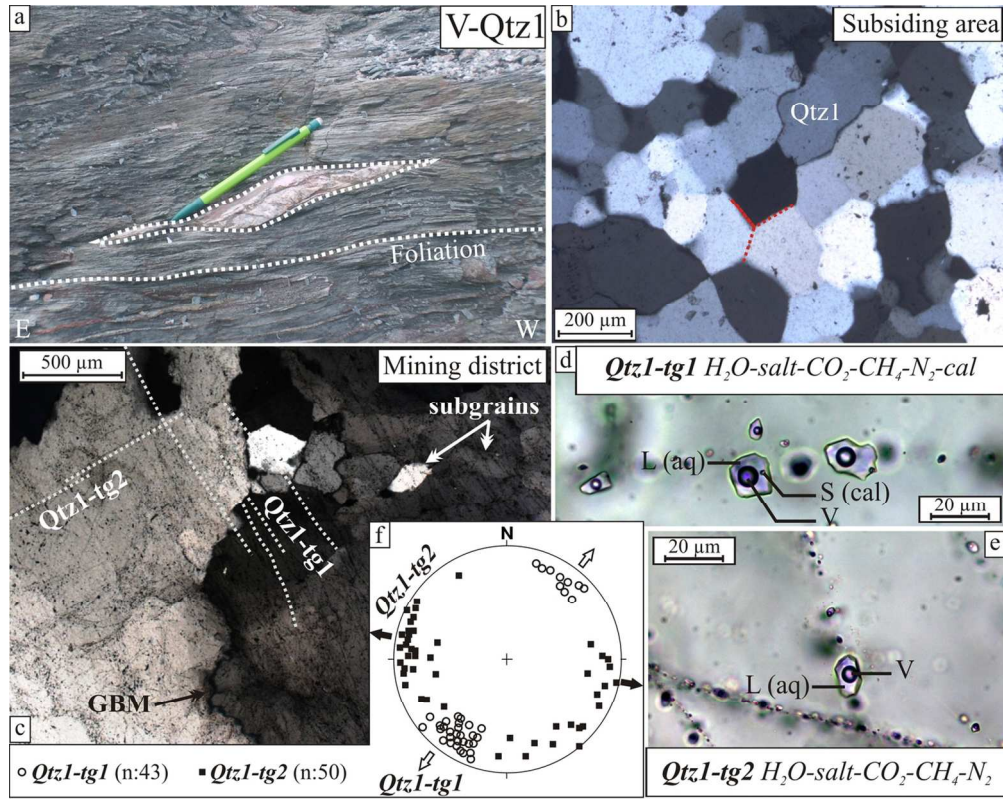 a
V-Qtz1
Foliation
E
W
b
Subsiding area
Qtz1
200 µm
500 µm
Mining district
subgrains
Qtz1-tg2
Qtz1-tg1
GBM
c
d
Qtz1-tg1 H₂O-salt-CO₂-CH₄-N₂-cal
L (aq)
S (cal)
V
20 µm
20 µm
e
V
L (aq)
Qtz1-tg2 H₂O-salt-CO₂-CH₄-N₂
f
N
Qtz1-tg2
Qtz1-tg1
Qtz1-tg1 (n:43)
Qtz1-tg2 (n:50)